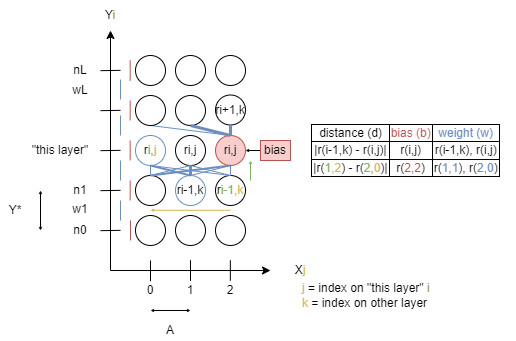 Yi
nL
wL
ri+1,k
"this layer"
ri,j
ri,j
ri,j
bias
n1
ri-1,k
ri-1,k
Y*
w1
n0
Xj
0
1
2
A
j = index on "this layer" i
k = index on other layer
distance (d) bias (b) weight (w)
|r(i-1,k) - r(i,j)| r(i,j) r(i-1,k), r(i,j)
|r(1,2) - r(2,0)| r(2,2) r(1,1), r(2,0)